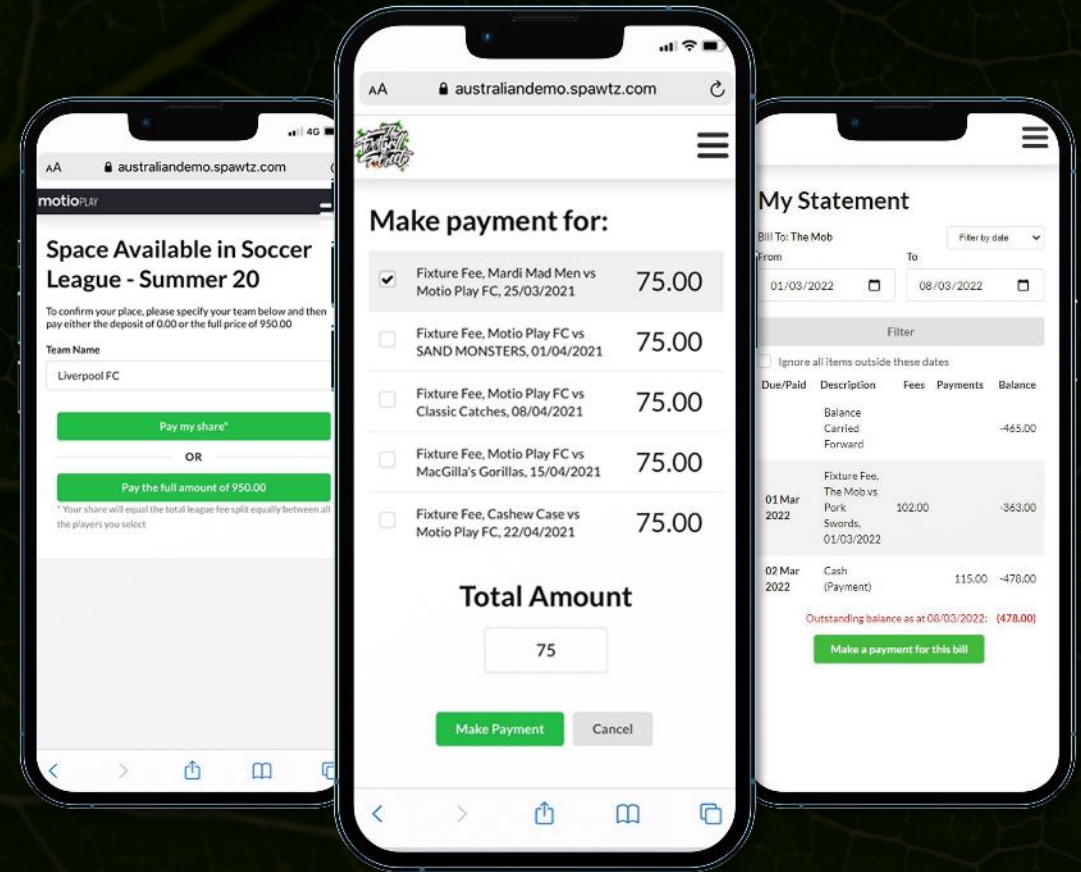 4G
AA australiandemo.spawtz.com
motioPLAY
Space Available in Soccer
League - Summer 20
To confirm your place, please specify your team below and then
pay either the deposit of 0.00 or the full price of 950.00
Team Name
Liverpool FC
Pay my share*
OR
Pay the full amount of 950.00
* Your share will equal the total league fee split equally between all
the players you select
AA australiandemo.spawtz.com
Make payment for:
Fixture Fee, Mardi Mad Men vs 75.00
Motio Play FC, 25/03/2021
Fixture Fee, Motio Play FC vs 75.00
SAND MONSTERS, 01/04/2021
Fixture Fee, Motio Play FC vs 75.00
Classic Catches, 08/04/2021
Fixture Fee, Motio Play FC vs 75.00
MacGilla's Gorillas, 15/04/2021
Fixture Fee, Cashew Case vs 75.00
Motio Play FC, 22/04/2021
Total Amount
75
Make Payment Cancel
My Statement
Bill To: The Mob Filter by date
From To
01/03/2022 08/03/2022
Filter
Ignore all items outside these dates
Due/Paid Description Fees Payments Balance
Balance
Carried -465.00
Forward
Fixture Fee,
The Mob vs
01 Mar Pork 102.00 -363.00
2022 Swords,
01/03/2022
02 Mar Cash 115.00 -478.00
2022 (Payment)
Outstanding balance as at 08/03/2022: (478.00)
Make a payment for this bill